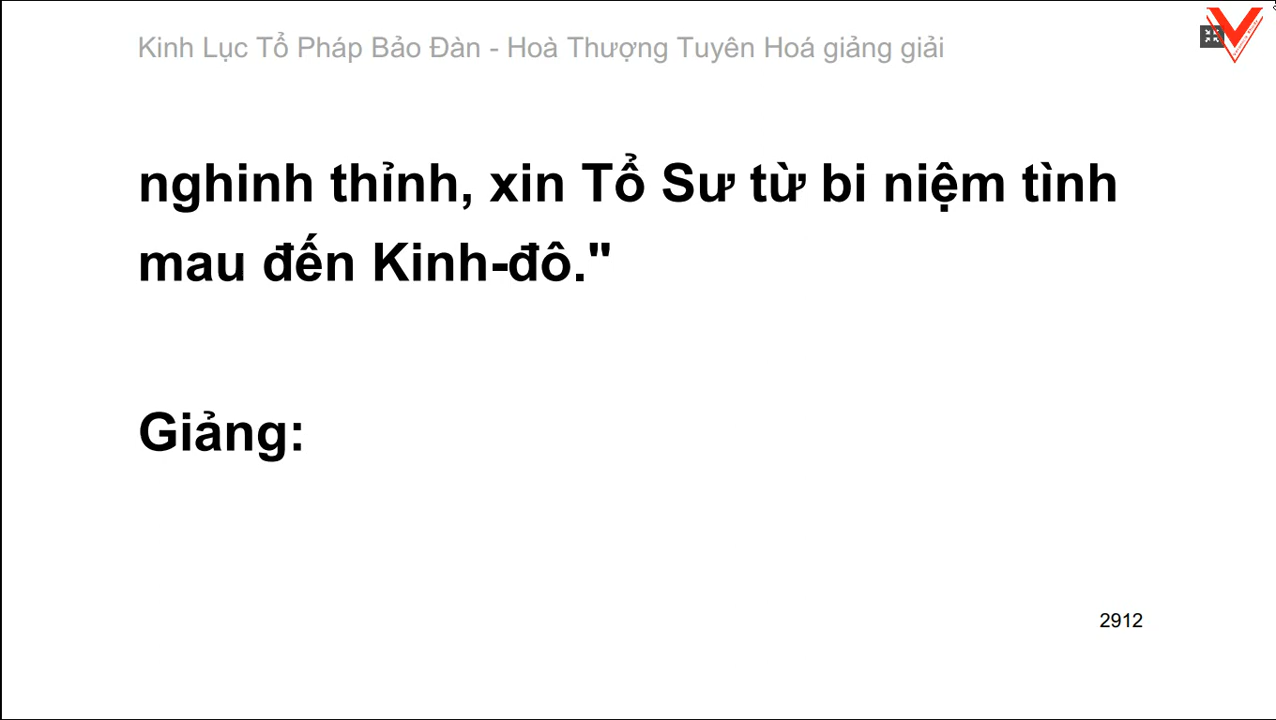 Kinh Lục Tổ Pháp Bảo Đàn - Hoà Thượng Tuyên Hoá giảng giải
nghinh thỉnh, xin Tổ Sư từ bi niệm tình
mau đến Kinh-đô."
Giảng:
2912